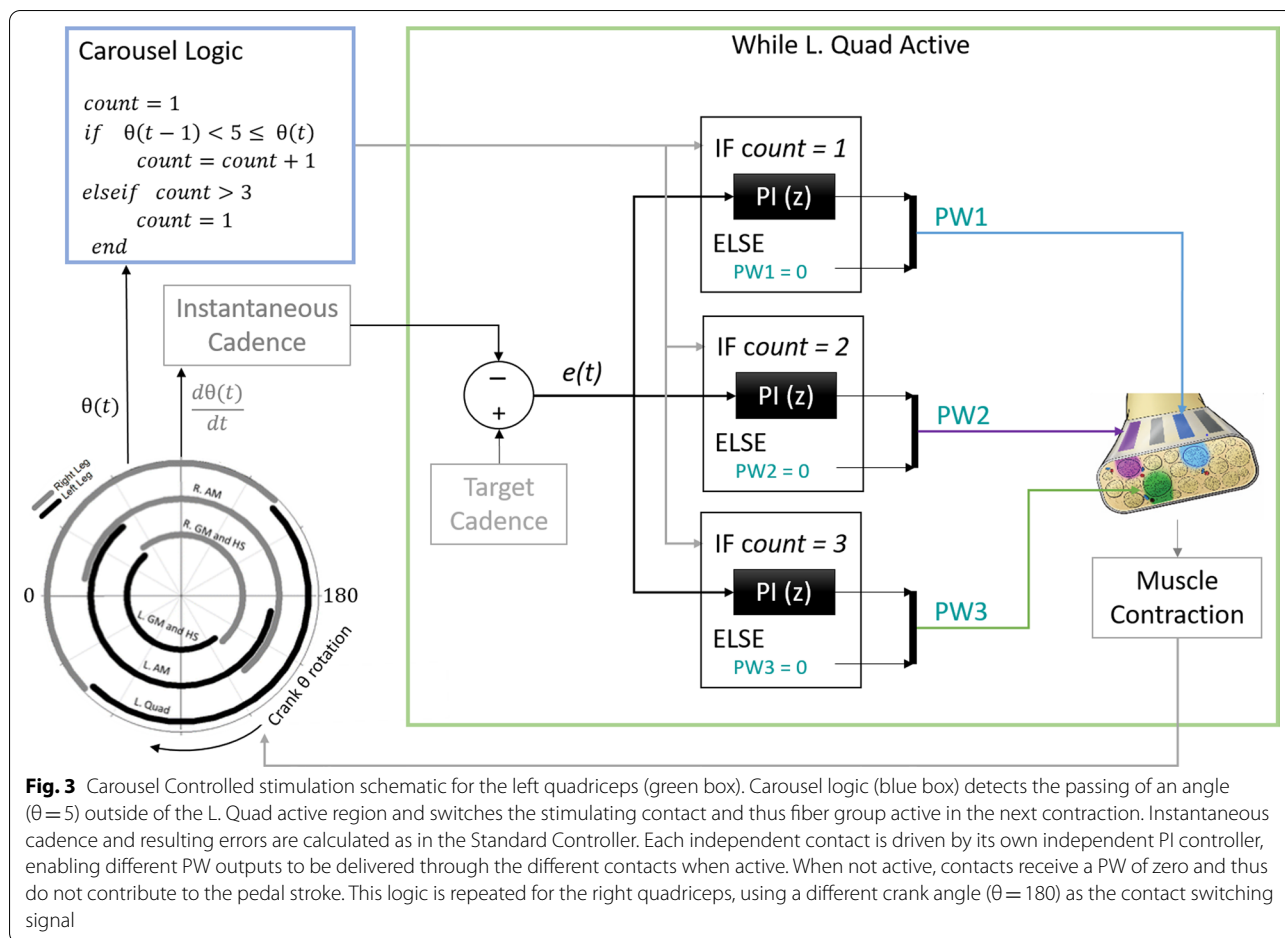 Carousel Logic
count = 1
if θ(t − 1) < 5 ≤ θ(t)
count = count + 1
elseif count > 3
count = 1
end
While L. Quad Active
IF count = 1
PI (z)
ELSE
PW1 = 0
PW1
IF count = 2
PI (z)
ELSE
PW2 = 0
PW2
IF count = 3
PI (z)
ELSE
PW3 = 0
PW3
Instantaneous
Cadence
−
+
e(t)
Target
Cadence
θ(t)
dθ(t)
dt
Right Leg
Left Leg
R. AM
R. GM and HS
0
180
L. GM and HS
L. AM
L. Quad
Crank θ rotation
Muscle
Contraction
Fig. 3 Carousel Controlled stimulation schematic for the left quadriceps (green box). Carousel logic (blue box) detects the passing of an angle
(θ = 5) outside of the L. Quad active region and switches the stimulating contact and thus fiber group active in the next contraction. Instantaneous
cadence and resulting errors are calculated as in the Standard Controller. Each independent contact is driven by its own independent PI controller,
enabling different PW outputs to be delivered through the different contacts when active. When not active, contacts receive a PW of zero and thus
do not contribute to the pedal stroke. This logic is repeated for the right quadriceps, using a different crank angle (θ = 180) as the contact switching
signal